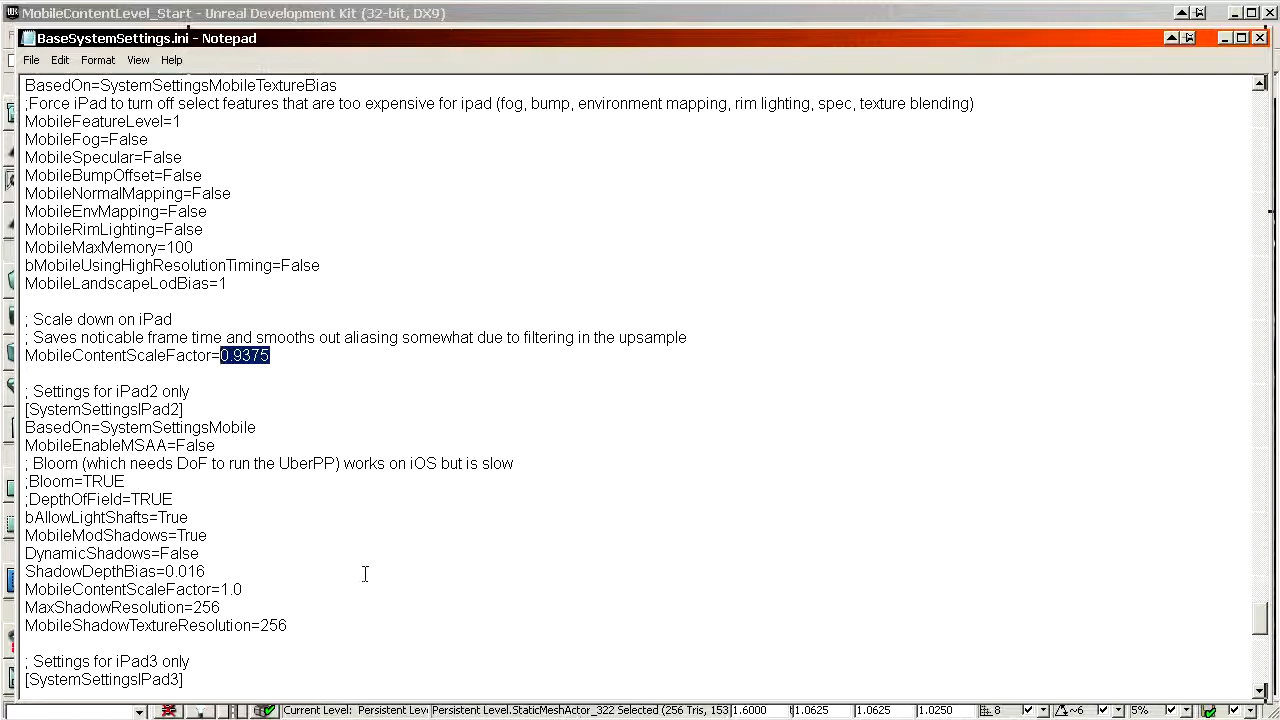 MobileContentLevel_Start - Unreal Development Kit (32-bit, DX9)
BaseSystemSettings.ini - Notepad
File Edit Format View Help
BasedOn=SystemSettingsMobileTextureBias
;Force iPad to turn off select features that are too expensive for ipad (fog, bump, environment mapping, rim lighting, spec, texture blending)
MobileFeatureLevel=1
MobileFog=False
MobileSpecular=False
MobileBumpOffset=False
MobileNormalMapping=False
MobileEnvMapping=False
MobileRimLighting=False
MobileMaxMemory=100
bMobileUsingHighResolutionTiming=False
MobileLandscapeLodBias=1
; Scale down on iPad
; Saves noticable frame time and smooths out aliasing somewhat due to filtering in the upsample
MobileContentScaleFactor=0.9375
; Settings for iPad2 only
[SystemSettingsIPad2]
BasedOn=SystemSettingsMobile
MobileEnableMSAA=False
; Bloom (which needs DoF to run the UberPP) works on iOS but is slow
;Bloom=TRUE
;DepthOfField=TRUE
bAllowLightShafts=True
MobileModShadows=True
DynamicShadows=False
ShadowDepthBias=0.016
MobileContentScaleFactor=1.0
MaxShadowResolution=256
MobileShadowTextureResolution=256
; Settings for iPad3 only
[SystemSettingsIPad3]
Current Level: Persistent Level Persistent Level.StaticMeshActor_322 Selected (256 Tris, 153 1.6000 1.0625 1.0625 1.0250 8 ~6 5%